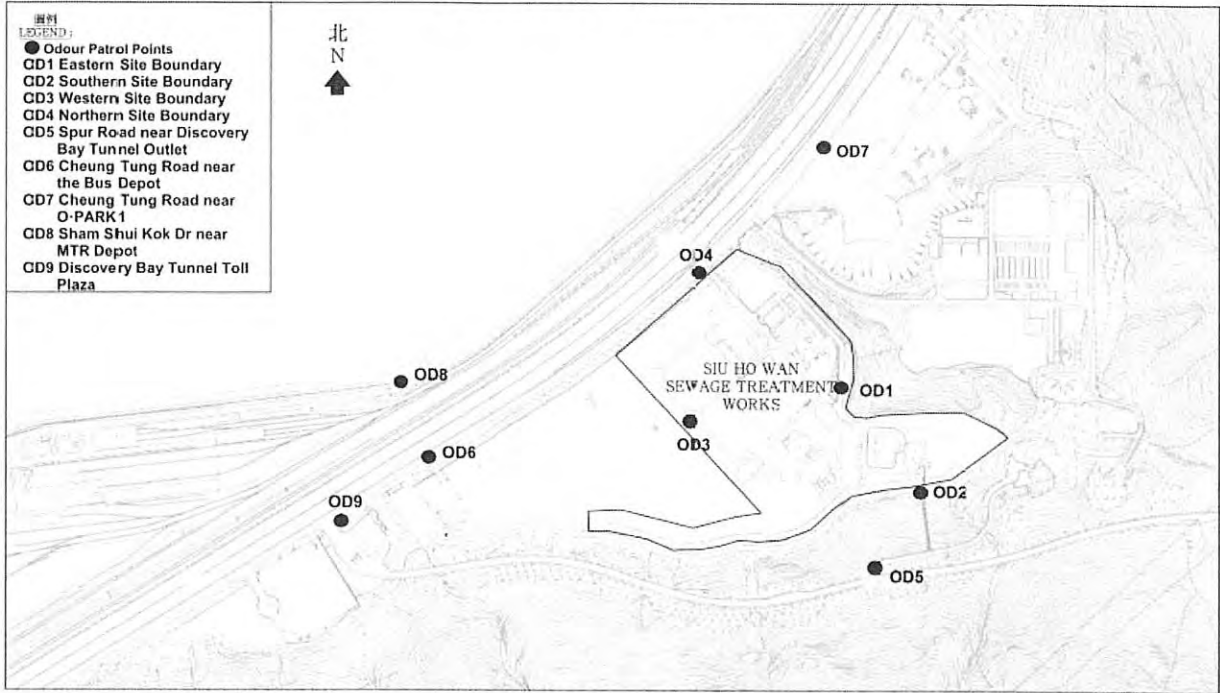 圖例
LEGEND:
Odour Patrol Points
OD1 Eastern Site Boundary
OD2 Southern Site Boundary
OD3 Western Site Boundary
OD4 Northern Site Boundary
OD5 Spur Road near Discovery
Bay Tunnel Outlet
OD6 Cheung Tung Road near
the Bus Depot
OD7 Cheung Tung Road near
O·PARK1
OD8 Sham Shui Kok Dr near
MTR Depot
OD9 Discovery Bay Tunnel Toll
Plaza
北
N
OD7
OD4
OD8
SIU HO WAN
SEWAGE TREATMENT
WORKS
OD1
OD3
OD6
OD2
OD9
OD5